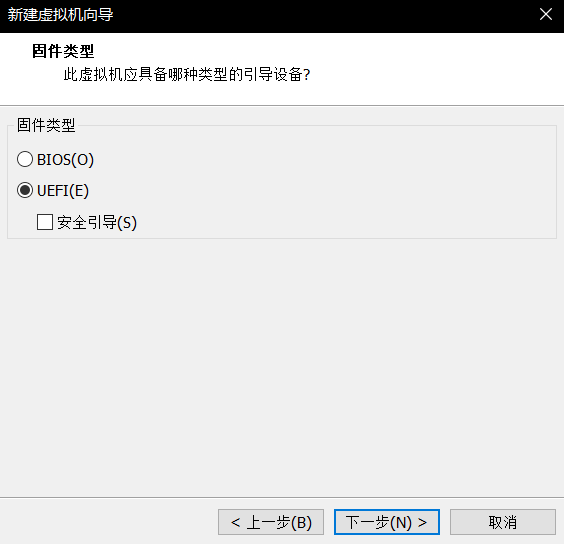 新建虚拟机向导
固件类型
此虚拟机应具备哪种类型的引导设备?
固件类型
BIOS(O)
UEFI(E)
安全引导(S)
< 上一步(B) 下一步(N) > 取消